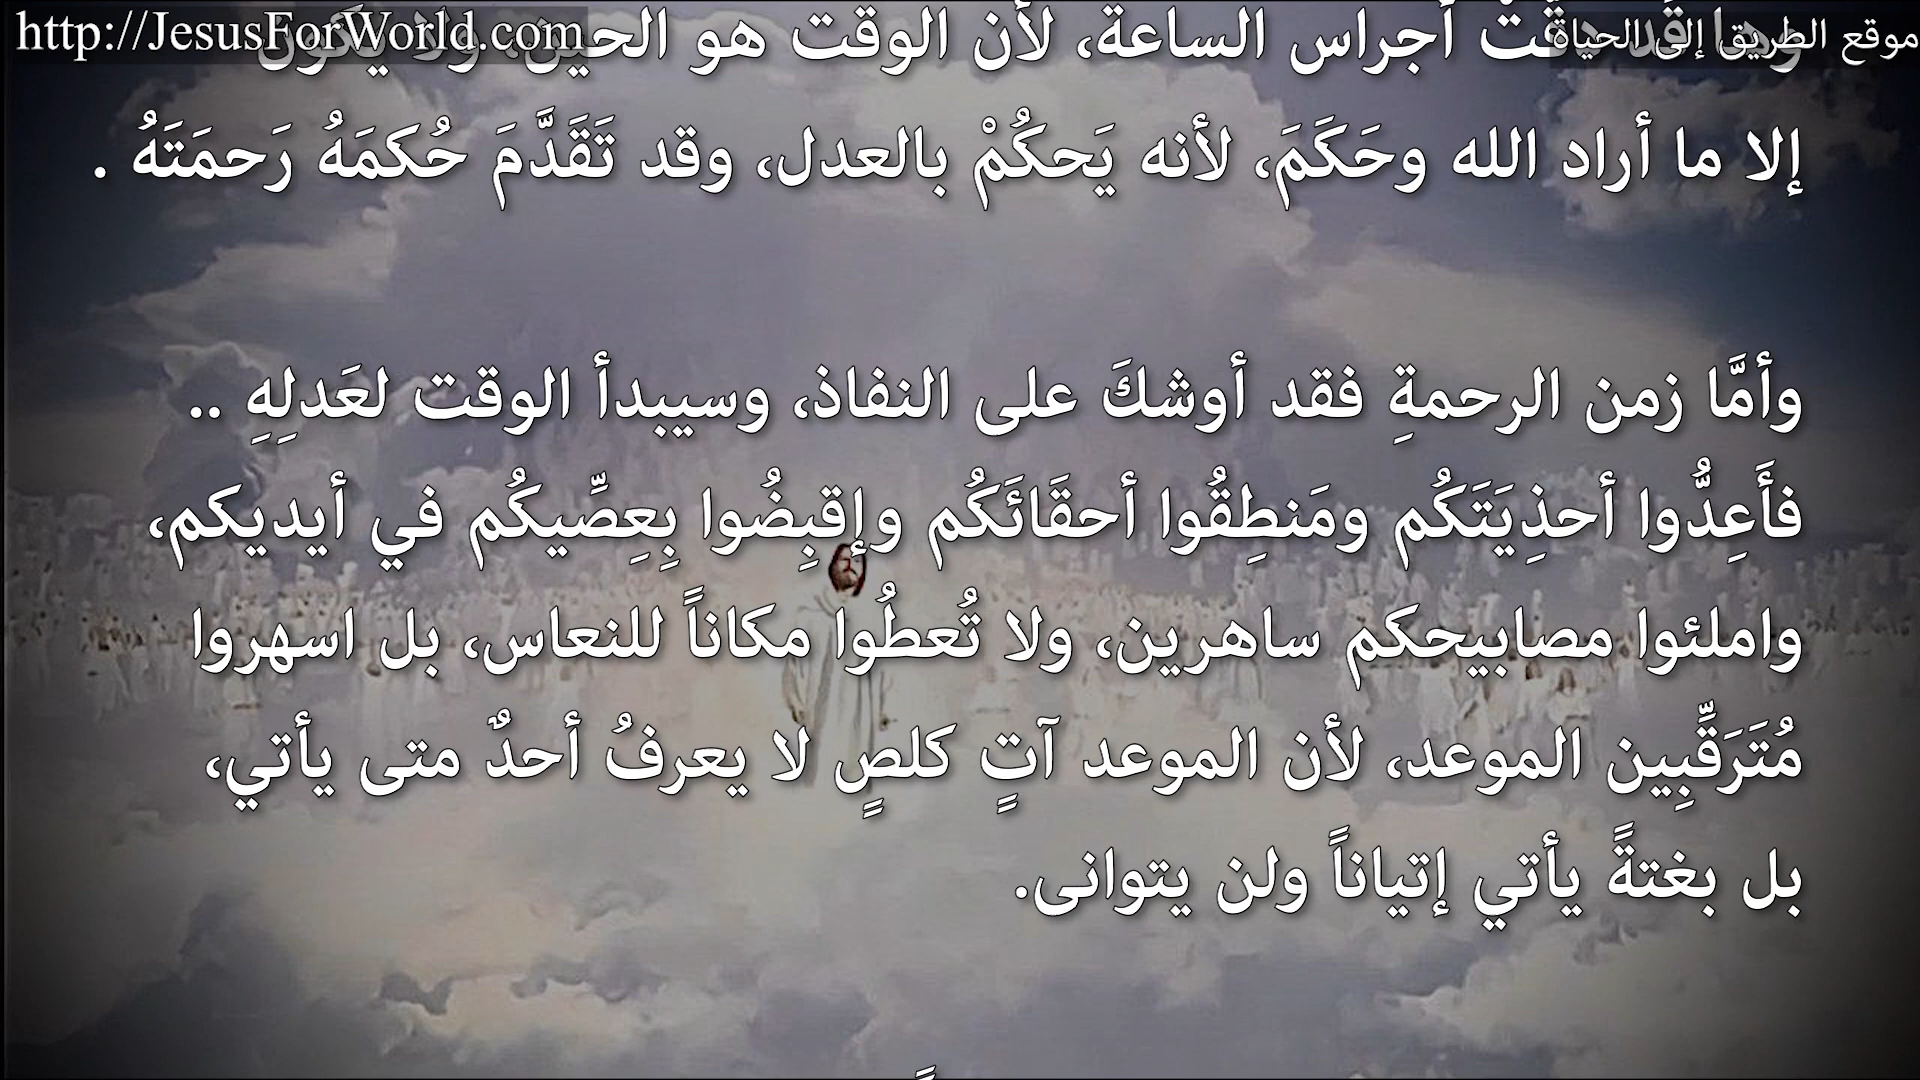 http://JesusForWorld.com
موقع الطريق إلى الحياة
أجراس الساعة، لأن الوقت هو الحين، ولا يكون
إلا ما أراد الله وحَكَمَ، لأنه يَحكُمْ بالعدل، وقد تَقَدَّمَ حُكمَهُ رَحمَتَهُ .
وأمَّا زمن الرحمةِ فقد أوشكَ على النفاذ، وسيبدأ الوقت لعَدلِهِ ..
فأَعِدُّوا أحذِيَتَكُم ومَنطِقُوا أحقَائَكُم وإقبِضُوا بِعِصِّيكُم في أيديكم،
واملئوا مصابيحكم ساهرين، ولا تُعطُوا مكاناً للنعاس، بل اسهروا
مُتَرَقِّبِين الموعد، لأن الموعد آتٍ كلصٍ لا يعرفُ أحدٌ متى يأتي،
بل بغتةً يأتي إتياناً ولن يتوانى.